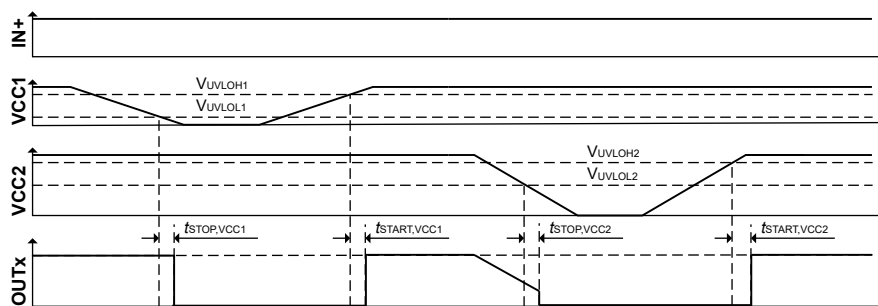 IN+
VCC1
VUVLOH1
VUVLOL1
VCC2
VUVLOH2
VUVLOL2
OUTx
tSTOP,VCC1
tSTART,VCC1
tSTOP,VCC2
tSTART,VCC2